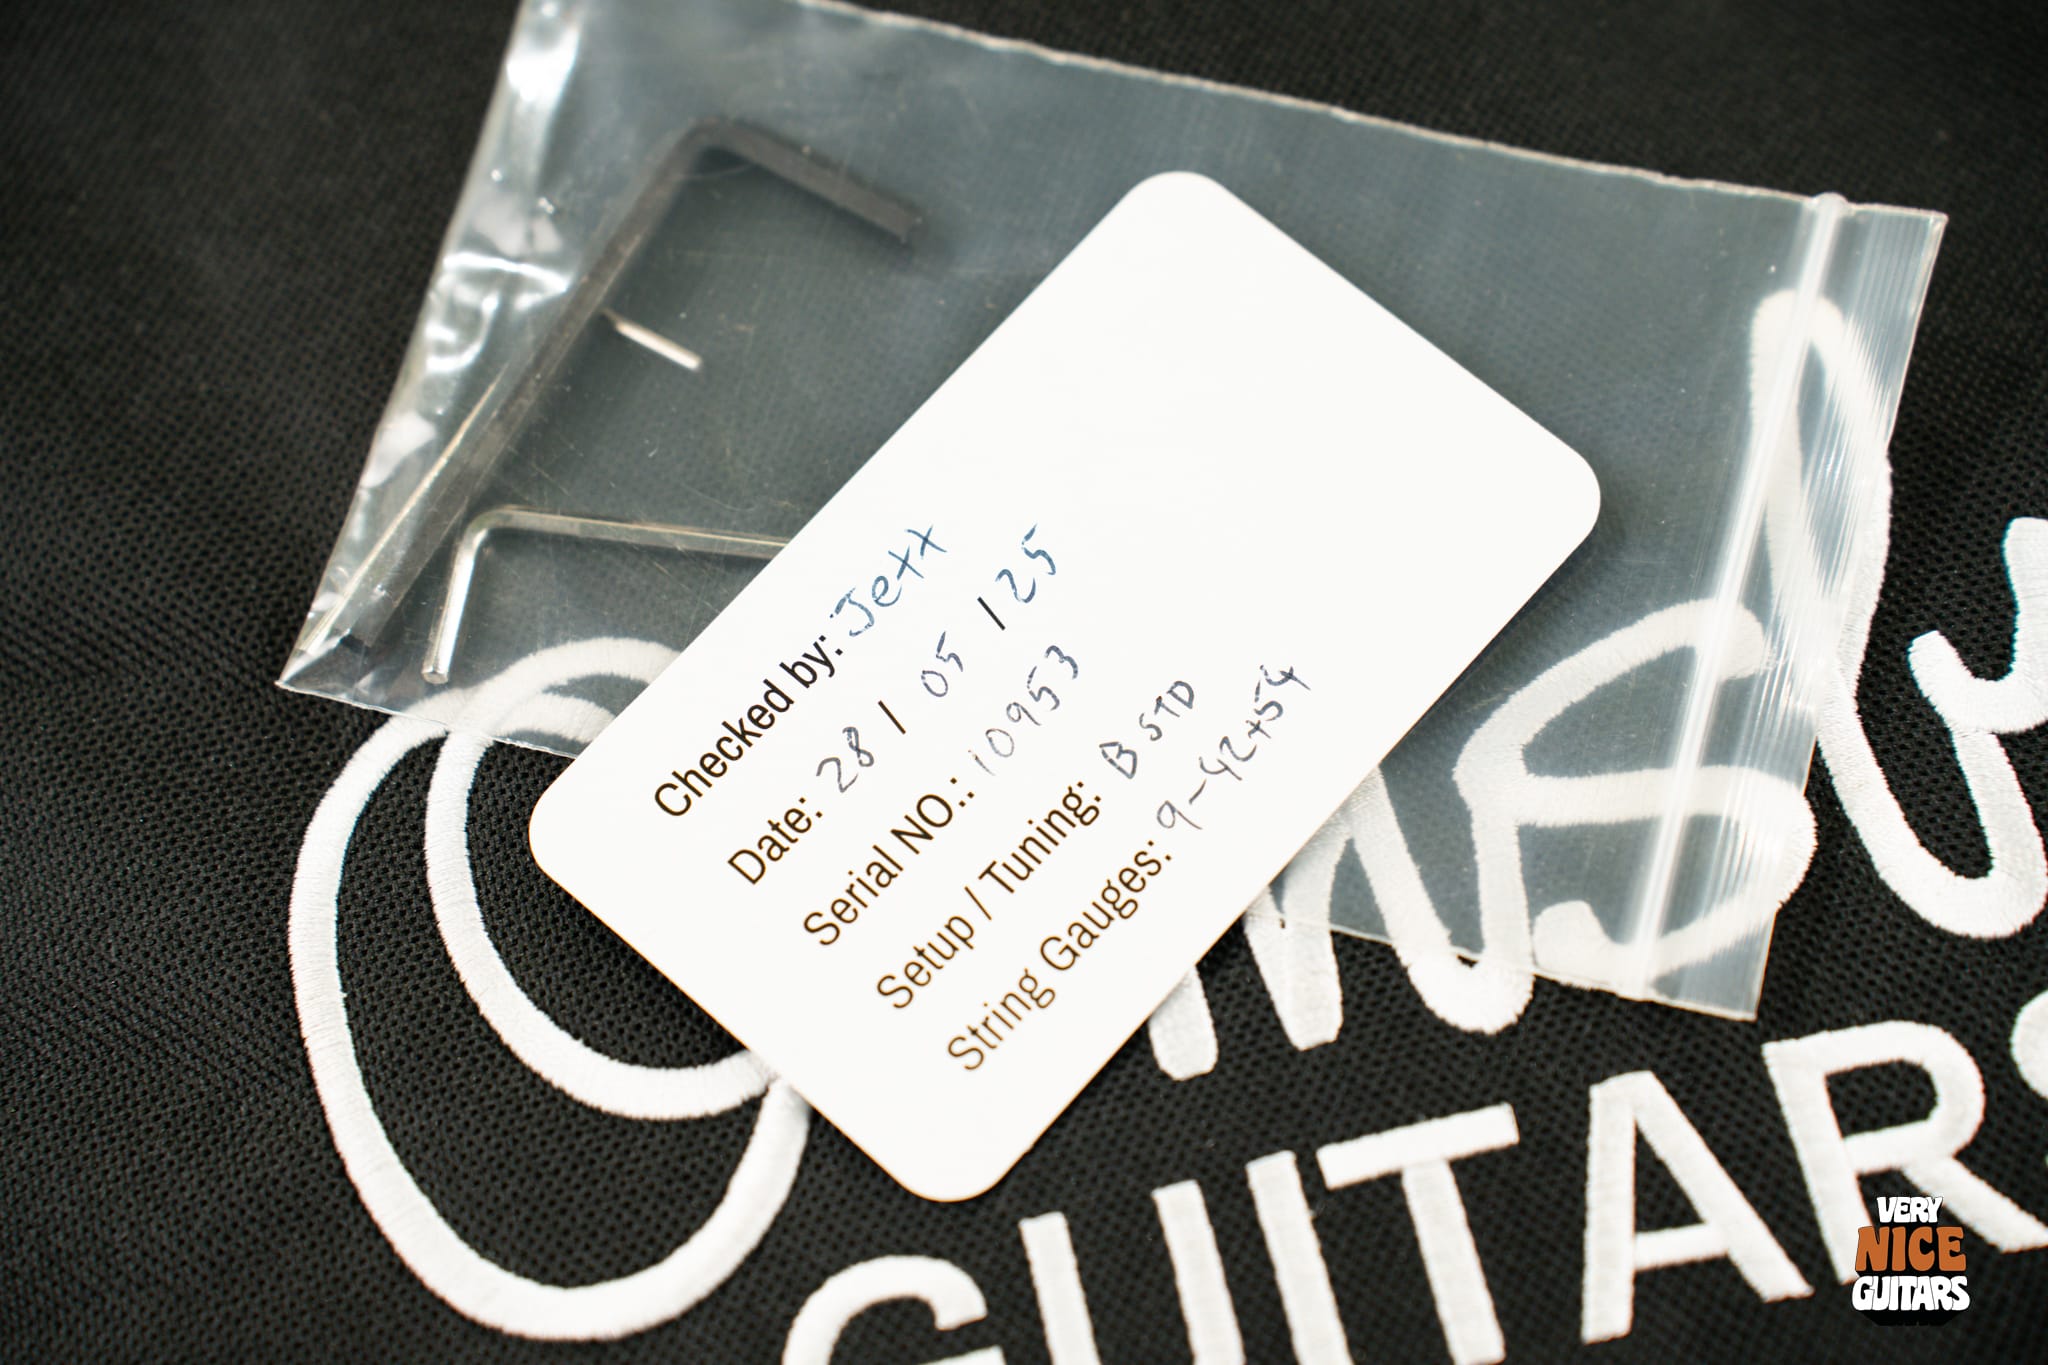 Checked by: Jett
Date: 28 / 05 / 25
Serial NO.: 10953
Setup / Tuning: B STD
String Gauges: 9-42+54
GUITARS
VERY
NICE
GUITARS